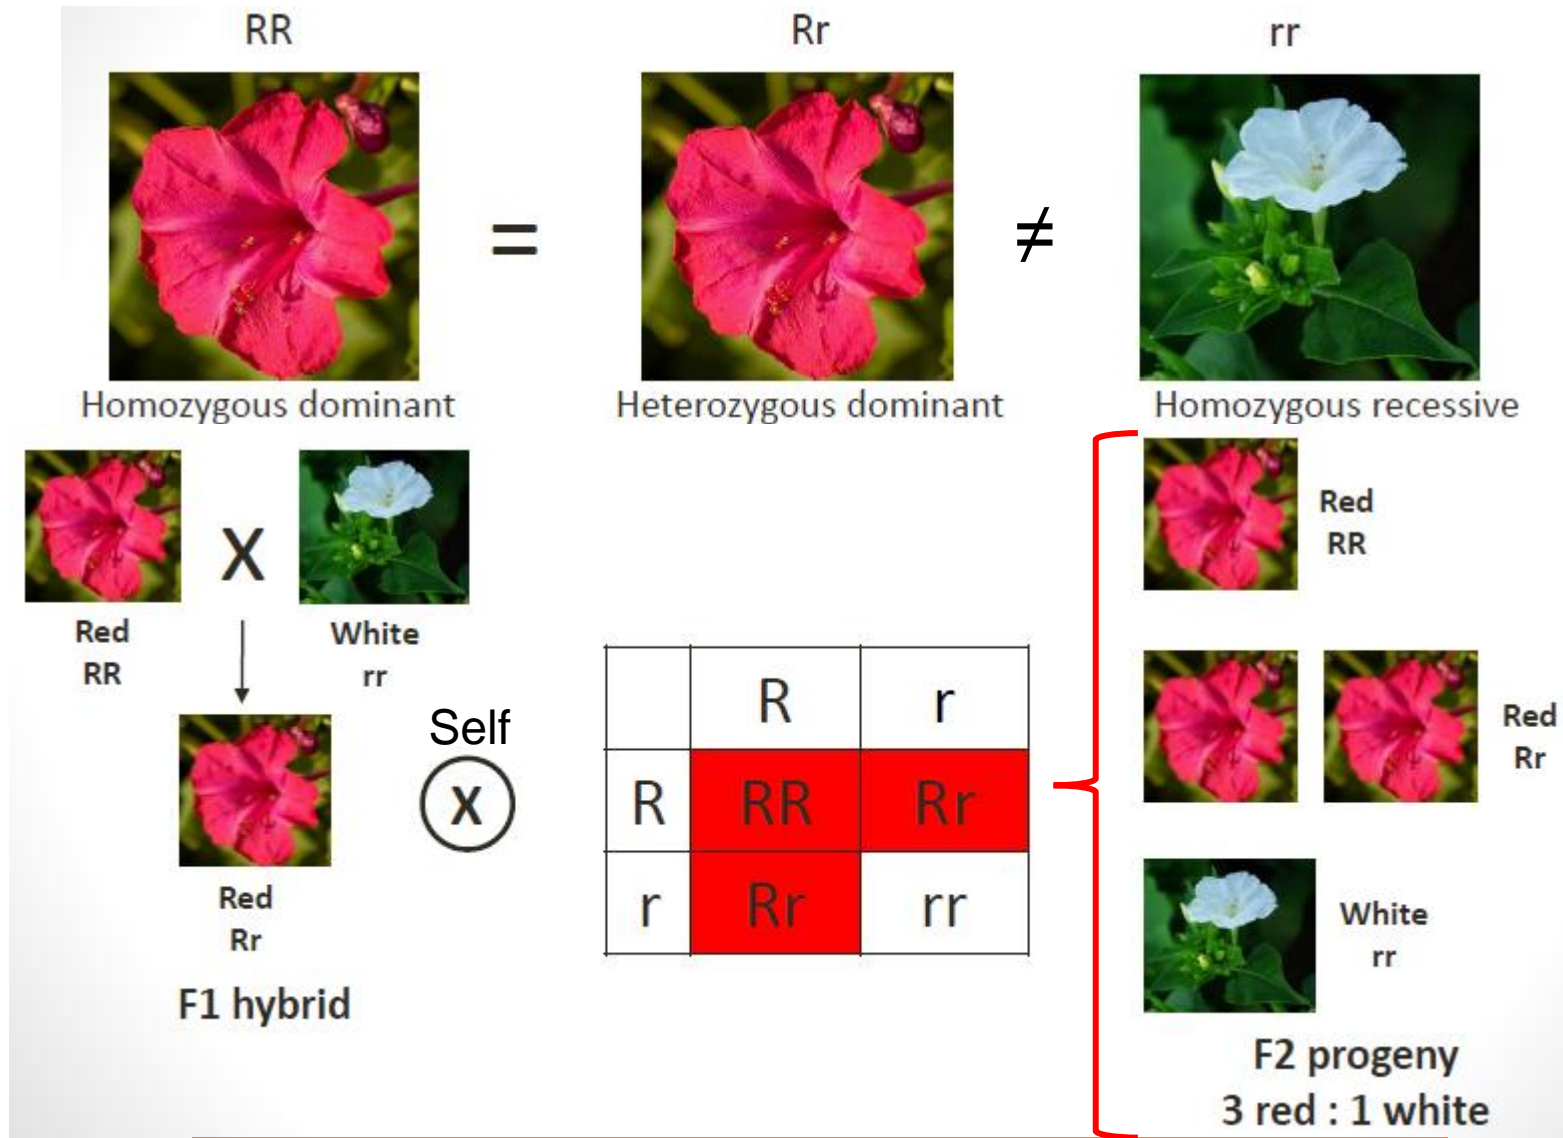 RR
Rr
rr
=
≠
Homozygous dominant
Heterozygous dominant
Homozygous recessive
X
Red
RR
White
rr
Red
Rr
F1 hybrid
Self
X
R r
R RR Rr
r Rr rr
Red
RR
Red
Rr
White
rr
F2 progeny
3 red : 1 white